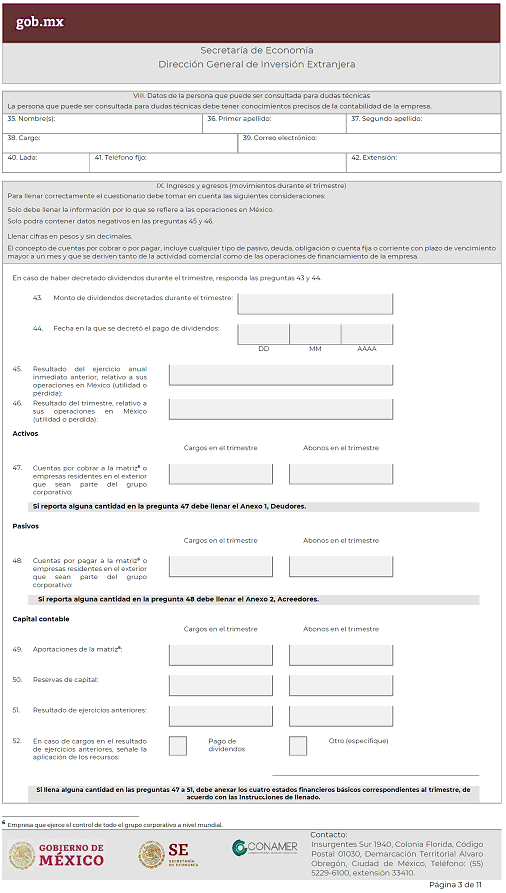 gob.mx
Secretaría de Economía
Dirección General de Inversión Extranjera
VIII. Datos de la persona que puede ser consultada para dudas técnicas
La persona que puede ser consultada para dudas técnicas debe tener conocimientos precisos de la contabilidad de la empresa.
35. Nombre(s): 36. Primer apellido: 37. Segundo apellido:
38. Cargo: 39. Correo electrónico:
40. Lada: 41. Teléfono fijo: 42. Extensión:
IX. Ingresos y egresos (movimientos durante el trimestre)
Para llenar correctamente el cuestionario debe tomar en cuenta las siguientes consideraciones:
Solo debe llenar la información por lo que se refiere a las operaciones en México.
Solo podrá contener datos negativos en las preguntas 45 y 46.
Llenar cifras en pesos y sin decimales.
El concepto de cuentas por cobrar o por pagar, incluye cualquier tipo de pasivo, deuda, obligación o cuenta fija o corriente con plazo de vencimiento
mayor a un mes y que se deriven tanto de la actividad comercial como de las operaciones de financiamiento de la empresa.
En caso de haber decretado dividendos durante el trimestre, responda las preguntas 43 y 44.
43. Monto de dividendos decretados durante el trimestre:
44. Fecha en la que se decretó el pago de dividendos:
DD MM AAAA
45. Resultado del ejercicio anual
inmediato anterior, relativo a sus
operaciones en México (utilidad o
pérdida):
46. Resultado del trimestre, relativo a
sus operaciones en México
(utilidad o pérdida):
Activos
Cargos en el trimestre Abonos en el trimestre
47. Cuentas por cobrar a la matriz⁶ o
empresas residentes en el exterior
que sean parte del grupo
corporativo:
Si reporta alguna cantidad en la pregunta 47 debe llenar el Anexo 1, Deudores.
Pasivos
Cargos en el trimestre Abonos en el trimestre
48. Cuentas por pagar a la matriz⁶ o
empresas residentes en el exterior
que sean parte del grupo
corporativo:
Si reporta alguna cantidad en la pregunta 48 debe llenar el Anexo 2, Acreedores.
Capital contable
Cargos en el trimestre Abonos en el trimestre
49. Aportaciones de la matriz⁶:
50. Reservas de capital:
51. Resultado de ejercicios anteriores:
52. En caso de cargos en el resultado
de ejercicios anteriores, señale la
aplicación de los recursos:
Pago de
dividendos
Otro (especifique)
Si llena alguna cantidad en las preguntas 47 a 51, debe anexar los cuatro estados financieros básicos correspondientes al trimestre, de
acuerdo con las Instrucciones de llenado.
⁶ Empresa que ejerce el control de todo el grupo corporativo a nivel mundial.
GOBIERNO DE
MÉXICO
SE
SECRETARÍA
DE ECONOMÍA
CONAMER
Contacto:
Insurgentes Sur 1940, Colonia Florida, Código
Postal 01030, Demarcación Territorial Álvaro
Obregón, Ciudad de México, Teléfono: (55)
5229-6100, extensión 33410.
Página 3 de 11